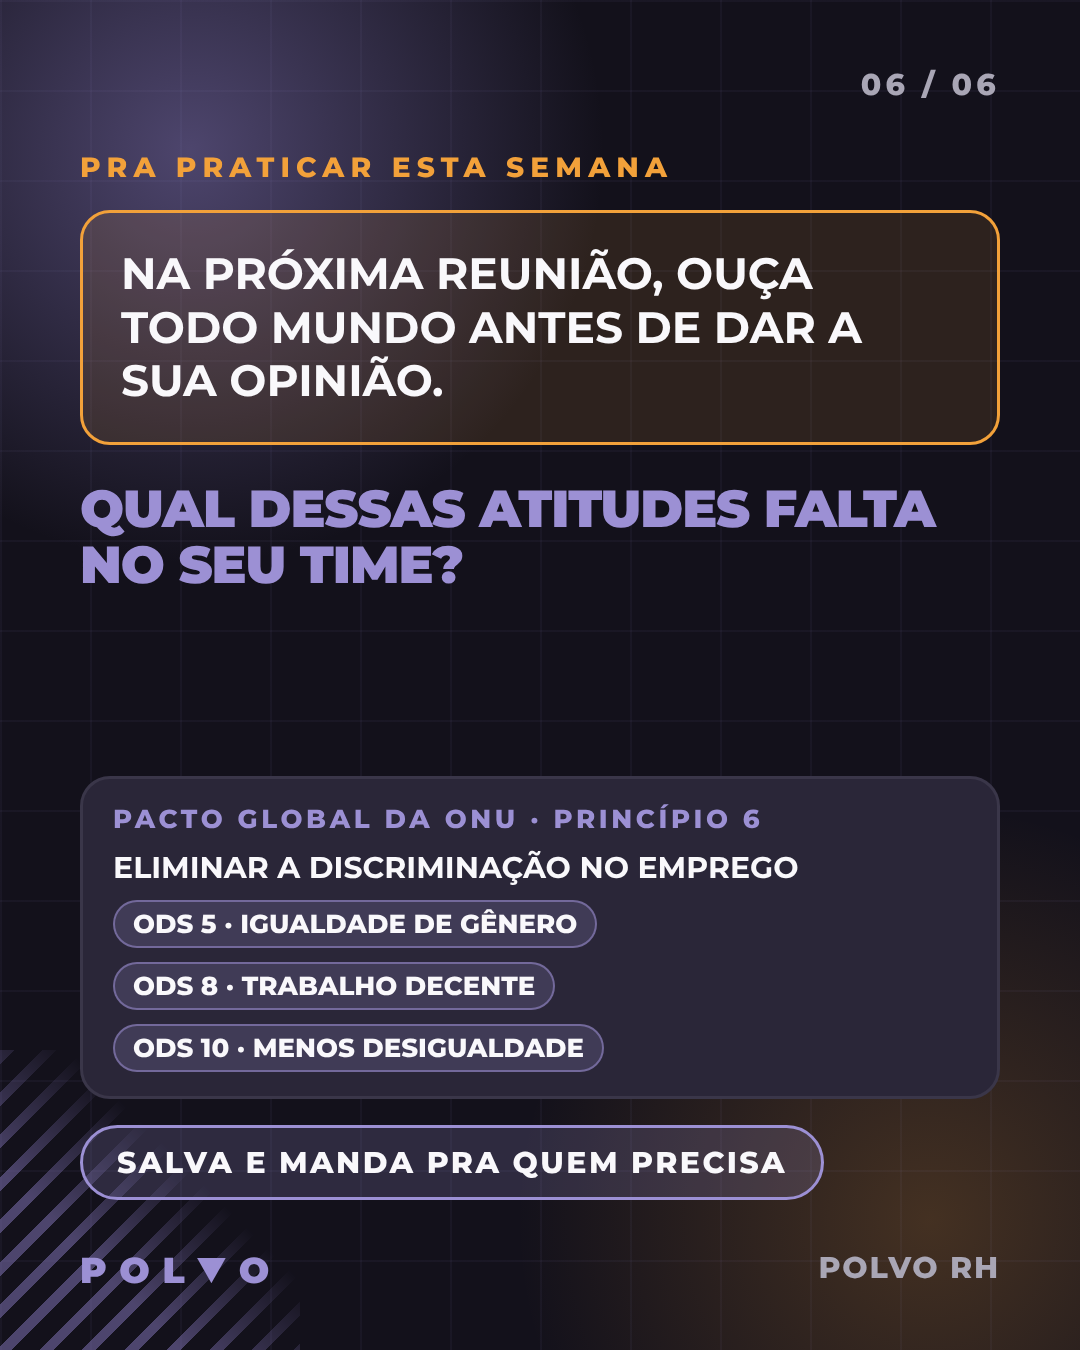 06 / 06
PRA PRATICAR ESTA SEMANA
NA PRÓXIMA REUNIÃO, OUÇA
TODO MUNDO ANTES DE DAR A
SUA OPINIÃO.
QUAL DESSAS ATITUDES FALTA
NO SEU TIME?
PACTO GLOBAL DA ONU · PRINCÍPIO 6
ELIMINAR A DISCRIMINAÇÃO NO EMPREGO
ODS 5 · IGUALDADE DE GÊNERO
ODS 8 · TRABALHO DECENTE
ODS 10 · MENOS DESIGUALDADE
SALVA E MANDA PRA QUEM PRECISA
POLVO
POLVO RH